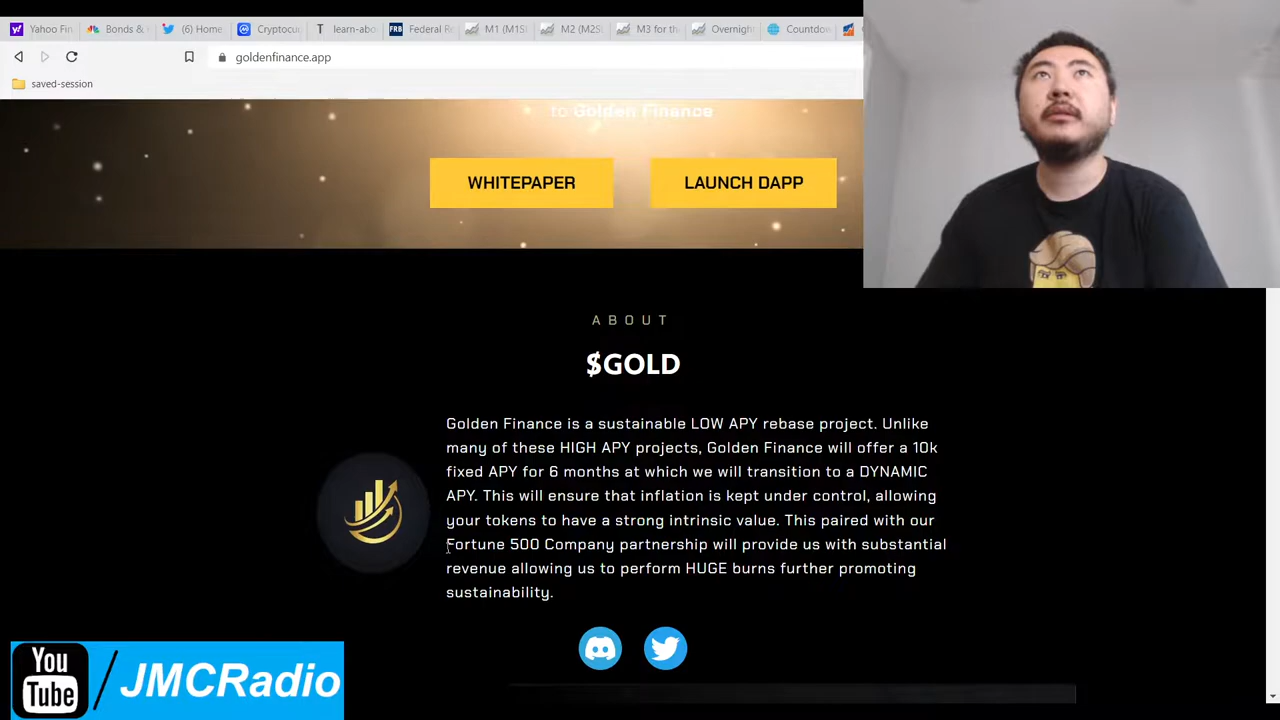 Yahoo Fin
Bonds &
(6) Home
Cryptocu
learn-abo
Federal Re
M1 (M1S
M2 (M2S
M3 for th
Overnigh
Countdow
goldenfinance.app
saved-session
to Golden Finance
WHITEPAPER
LAUNCH DAPP
ABOUT
$GOLD
Golden Finance is a sustainable LOW APY rebase project. Unlike
many of these HIGH APY projects, Golden Finance will offer a 10k
fixed APY for 6 months at which we will transition to a DYNAMIC
APY. This will ensure that inflation is kept under control, allowing
your tokens to have a strong intrinsic value. This paired with our
Fortune 500 Company partnership will provide us with substantial
revenue allowing us to perform HUGE burns further promoting
sustainability.
You
Tube
/JMCRadio